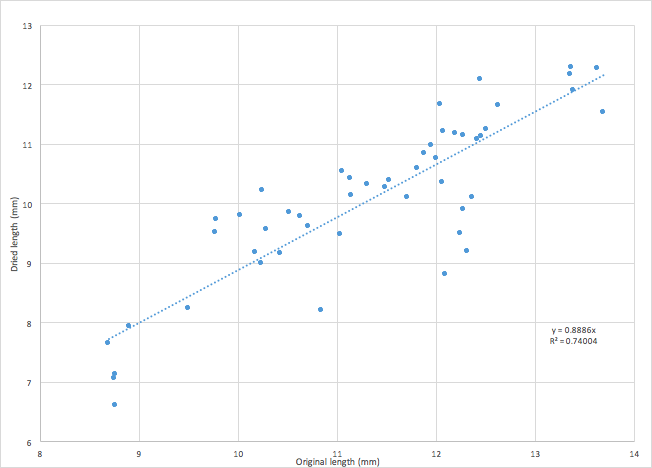 13
12
11
10
9
8
7
6
Dried length (mm)
y = 0.8886x
R² = 0.74004
8 9 10 11 12 13 14
Original length (mm)